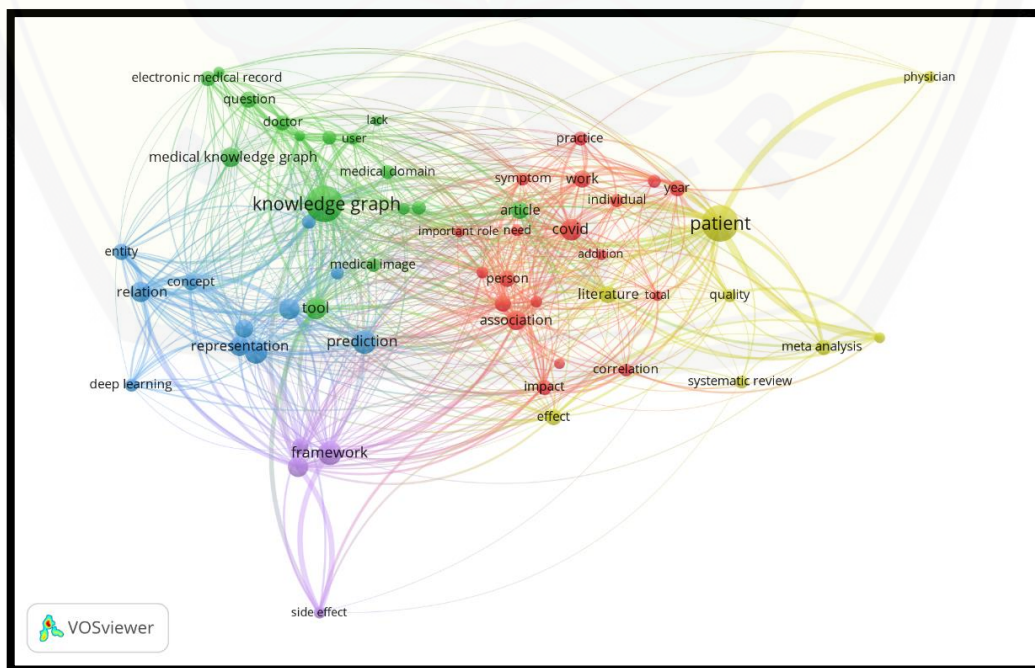 electronic medical record
physician
question
lack
doctor
user
practice
medical knowledge graph
medical domain
symptom
work
year
individual
knowledge graph
article
important role
need
covid
patient
entity
concept
medical image
addition
person
relation
tool
literature
total
quality
association
representation
prediction
meta analysis
deep learning
correlation
systematic review
impact
effect
framework
side effect
VOSviewer